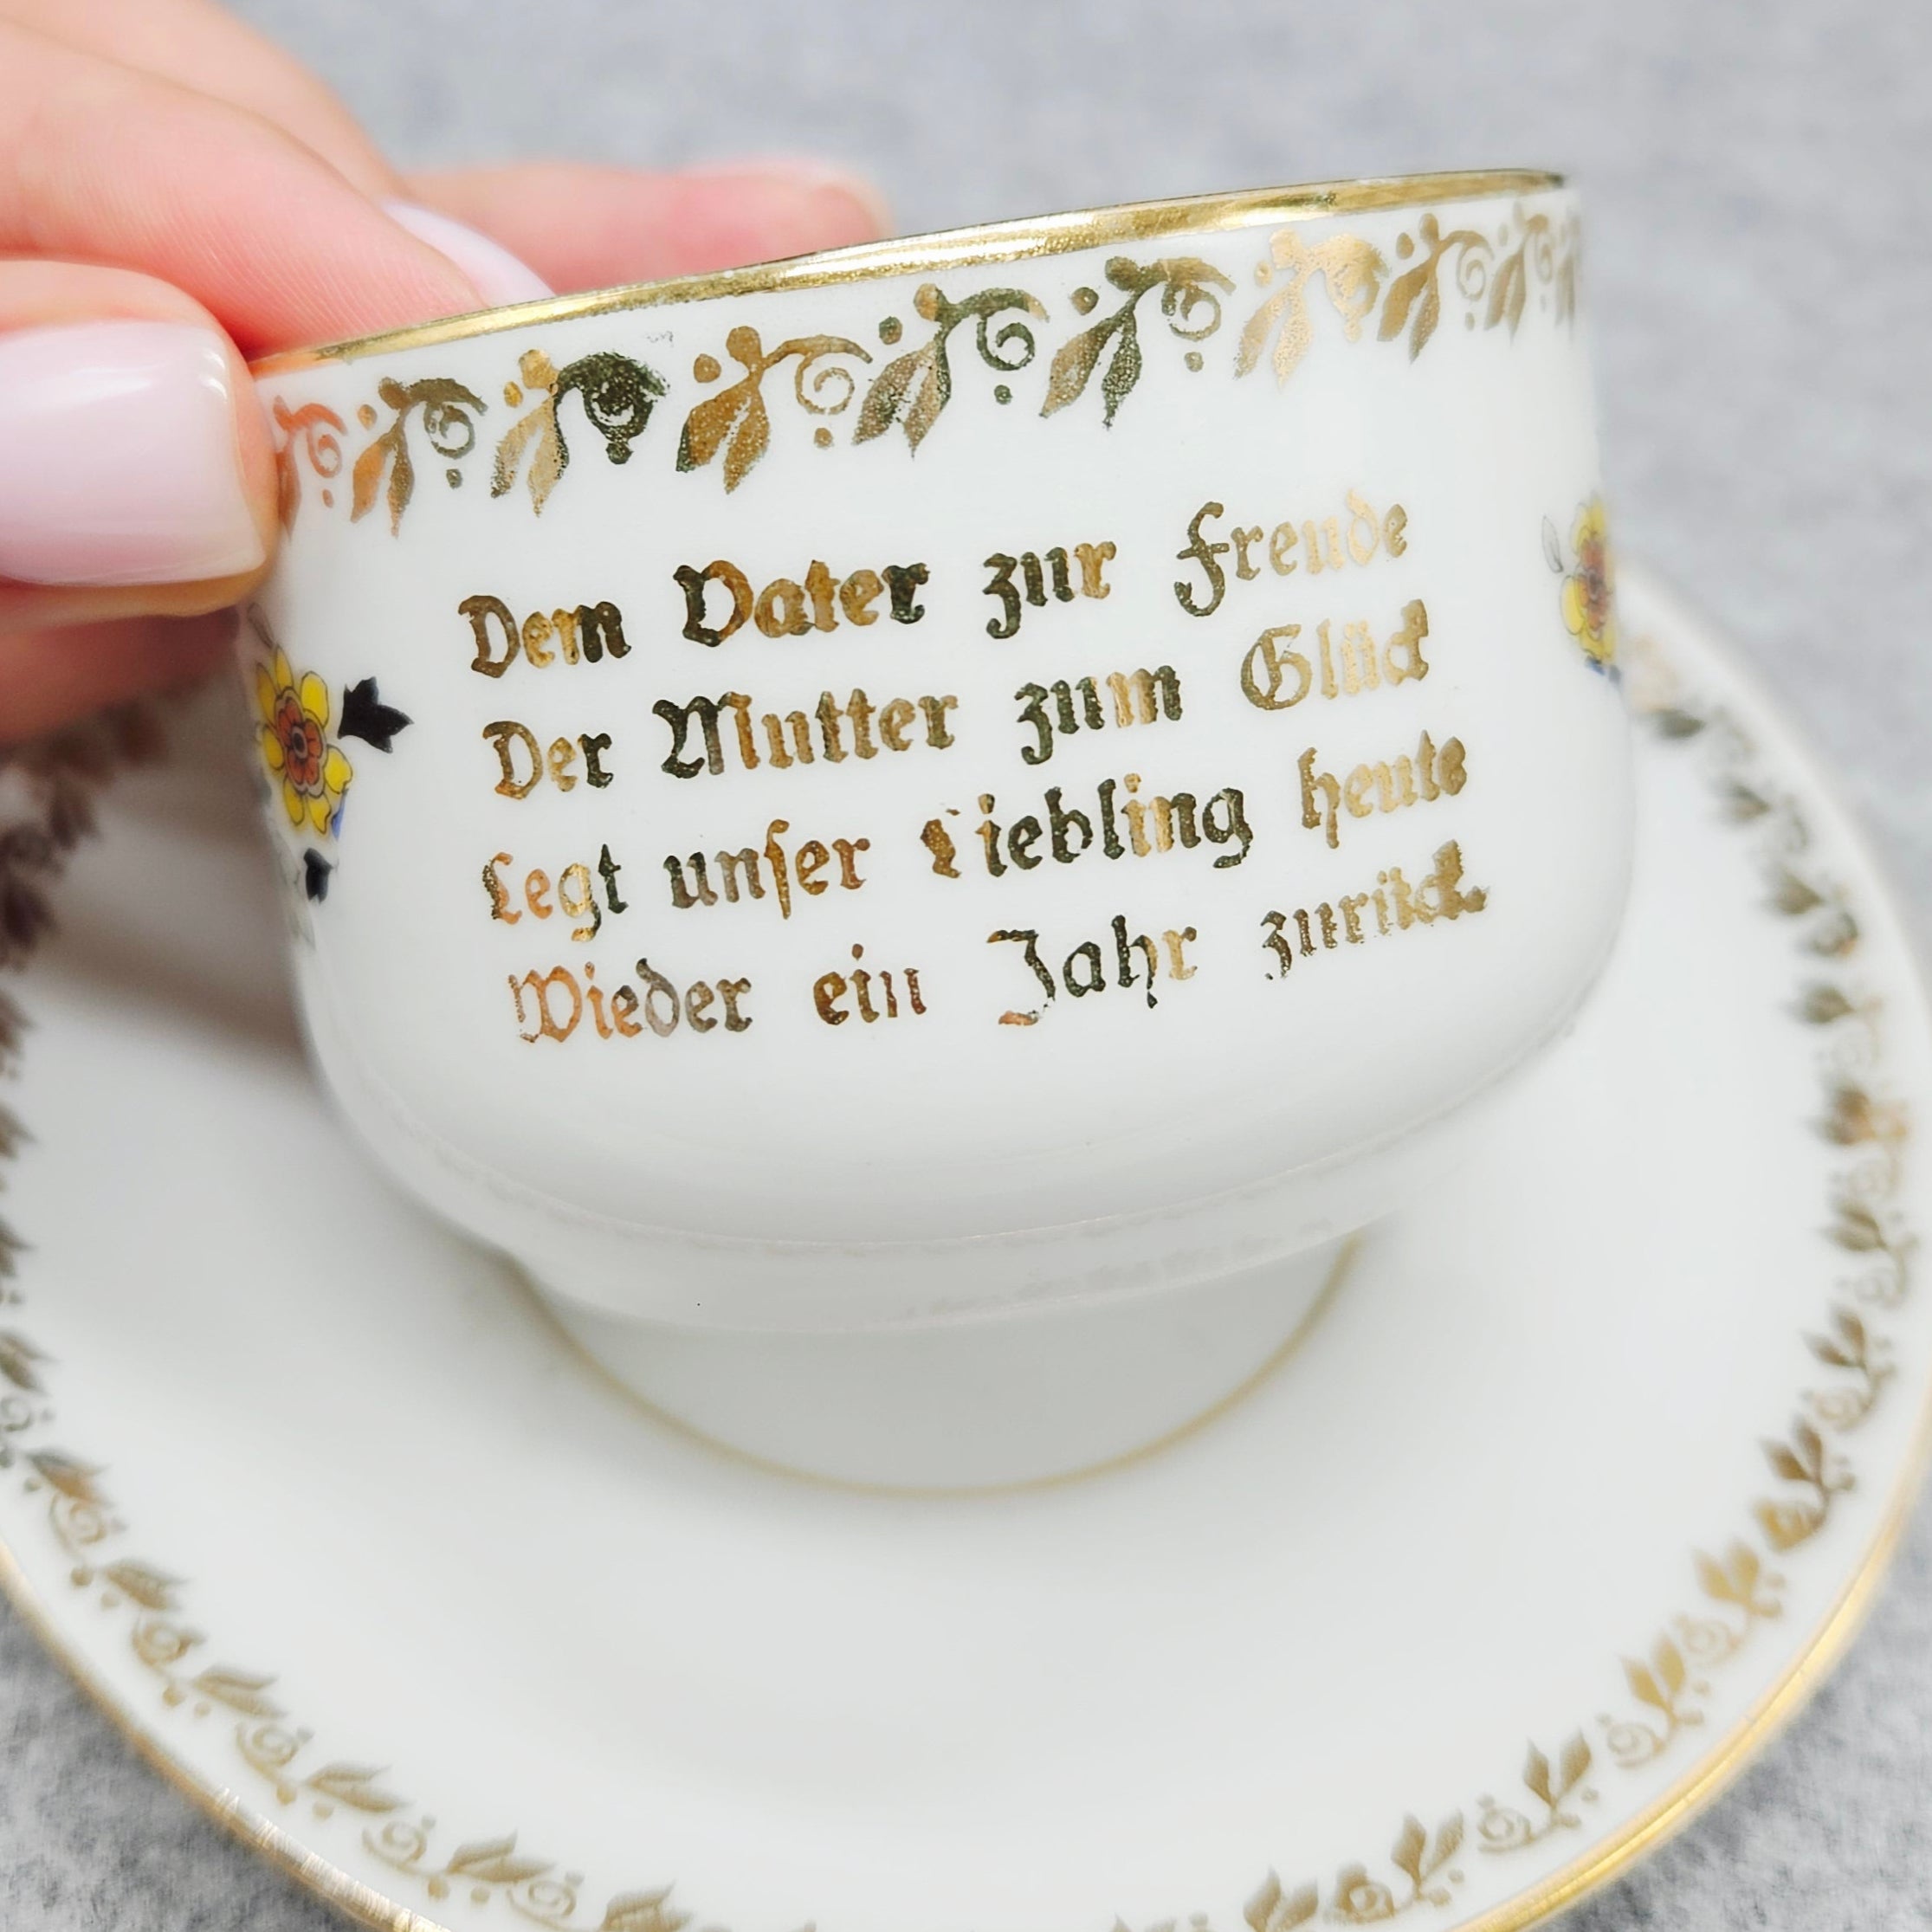 Dem Vater zur Freude
Der Mutter zum Glück
Legt unser Liebling heute
Wieder ein Jahr zurück.